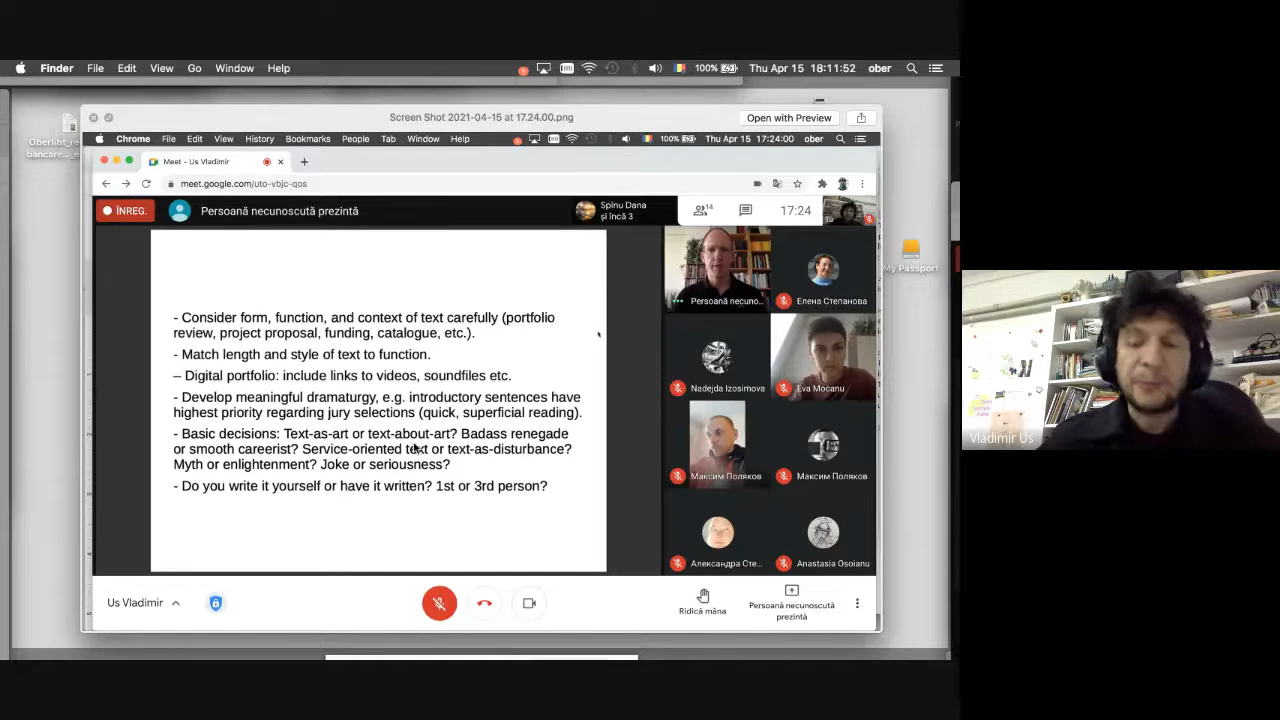 Finder File Edit View Go Window Help
100% Thu Apr 15 18:11:52 ober
Oberliht_re
bancare..._e
Screen Shot 2021-04-15 at 17.24.00.png
Open with Preview
Chrome File Edit View History Bookmarks People Tab Window Help
100% Thu Apr 15 17:24:00 ober
Meet - Us Vladimir
meet.google.com/uto-vbjc-qos
ÎNREG.
Persoană necunoscută prezintă
Spînu Dana
și încă 3
14
17:24
Tu
- Consider form, function, and context of text carefully (portfolio
review, project proposal, funding, catalogue, etc.).
- Match length and style of text to function.
– Digital portfolio: include links to videos, soundfiles etc.
- Develop meaningful dramaturgy, e.g. introductory sentences have
highest priority regarding jury selections (quick, superficial reading).
- Basic decisions: Text-as-art or text-about-art? Badass renegade
or smooth careerist? Service-oriented text or text-as-disturbance?
Myth or enlightenment? Joke or seriousness?
- Do you write it yourself or have it written? 1st or 3rd person?
Persoană necuno...
Елена Степанова
Nadejda Izosimova
Eva Mocanu
Максим Поляков
Максим Поляков
Александра Сте...
Anastasia Osoianu
My Passport
Us Vladimir
Ridică mâna
Persoană necunoscută
prezintă
Vladimir Us